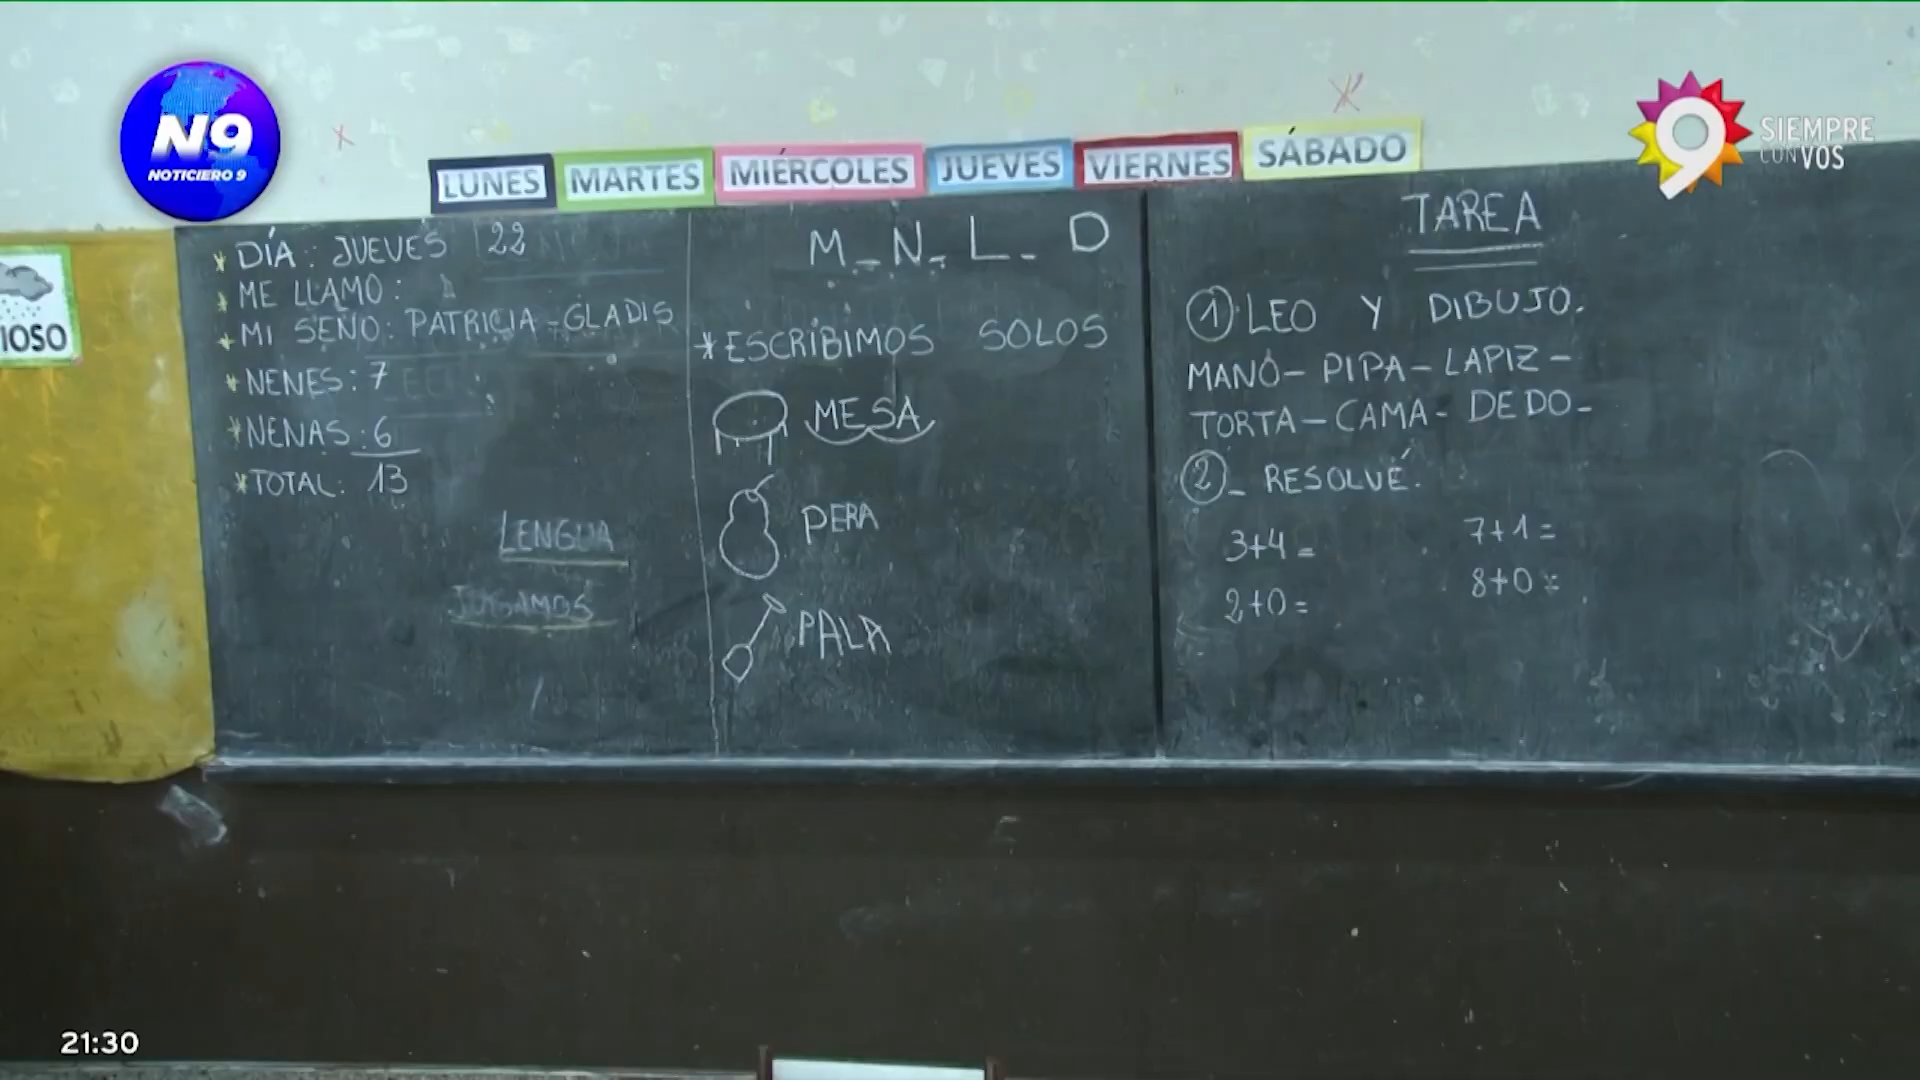 N9
NOTICIERO 9
9 SIEMPRE
CON VOS
LUNES MARTES MIÉRCOLES JUEVES VIERNES SÁBADO
IOSO
* DÍA: JUEVES 22
* ME LLAMO:
* MI SEÑO: PATRICIA - GLADIS
* NENES: 7
* NENAS: 6
* TOTAL: 13
LENGUA
JUGAMOS
M - N - L - D
* ESCRIBIMOS SOLOS
MESA
PERA
PALA
TAREA
1) LEO Y DIBUJO.
MANO - PIPA - LAPIZ -
TORTA - CAMA - DEDO -
2) - RESOLVÉ.
3+4= 7+1=
2+0= 8+0=
21:30